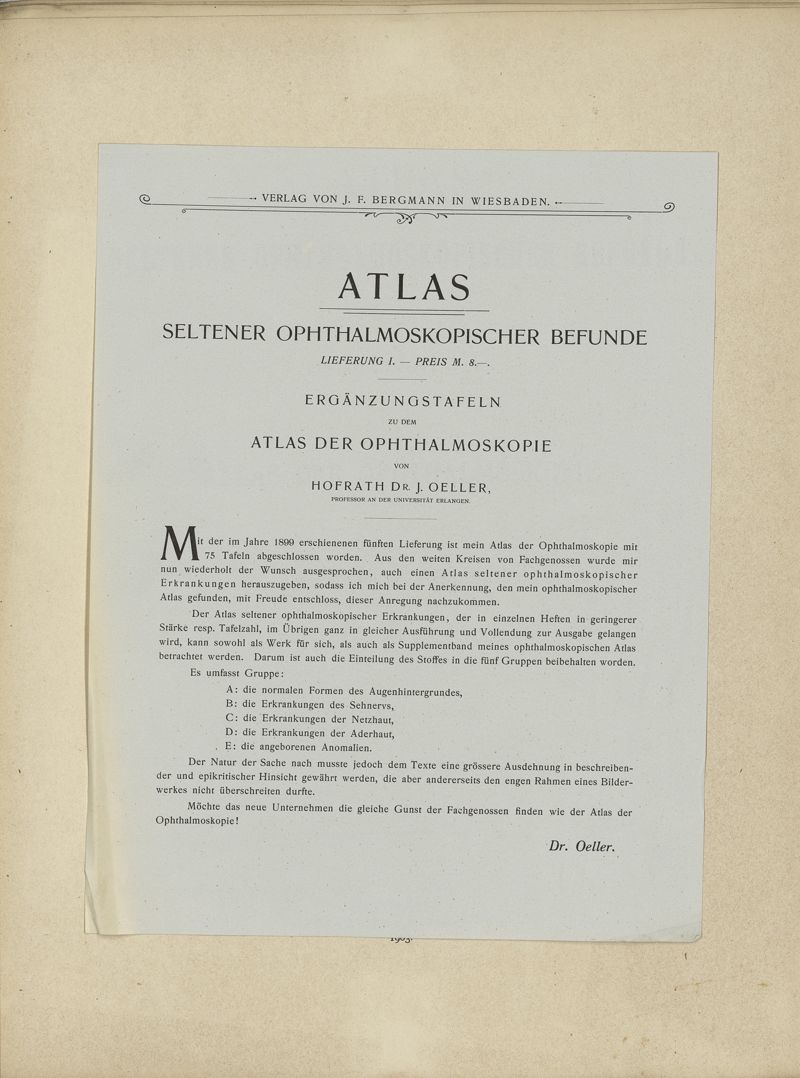 VERLAG VON J. F. BERGMANN IN WIESBADEN.
ATLAS
SELTENER OPHTHALMOSKOPISCHER BEFUNDE
LIEFERUNG I. — PREIS M. 8.—.
ERGÄNZUNGSTAFELN
ZU DEM
ATLAS DER OPHTHALMOSKOPIE
VON
HOFRATH DR. J. OELLER,
PROFESSOR AN DER UNIVERSITÄT ERLANGEN.
Mit der im Jahre 1899 erschienenen fünften Lieferung ist mein Atlas der Ophthalmoskopie mit
75 Tafeln abgeschlossen worden. Aus den weiten Kreisen von Fachgenossen wurde mir
nun wiederholt der Wunsch ausgesprochen, auch einen Atlas seltener ophthalmoskopischer
Erkrankungen herauszugeben, sodass ich mich bei der Anerkennung, den mein ophthalmoskopischer
Atlas gefunden, mit Freude entschloss, dieser Anregung nachzukommen.
Der Atlas seltener ophthalmoskopischer Erkrankungen, der in einzelnen Heften in geringerer
Stärke resp. Tafelzahl, im Übrigen ganz in gleicher Ausführung und Vollendung zur Ausgabe gelangen
wird, kann sowohl als Werk für sich, als auch als Supplementband meines ophthalmoskopischen Atlas
betrachtet werden. Darum ist auch die Einteilung des Stoffes in die fünf Gruppen beibehalten worden.
Es umfasst Gruppe:
A: die normalen Formen des Augenhintergrundes,
B: die Erkrankungen des Sehnervs,
C: die Erkrankungen der Netzhaut,
D: die Erkrankungen der Aderhaut,
E: die angeborenen Anomalien.
Der Natur der Sache nach musste jedoch dem Texte eine grössere Ausdehnung in beschreiben-
der und epikritischer Hinsicht gewährt werden, die aber andererseits den engen Rahmen eines Bilder-
werkes nicht überschreiten durfte.
Möchte das neue Unternehmen die gleiche Gunst der Fachgenossen finden wie der Atlas der
Ophthalmoskopie!
Dr. Oeller.